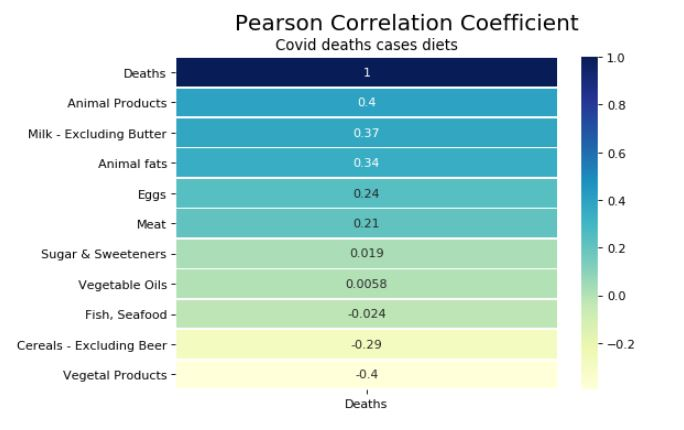 Pearson Correlation Coefficient
Covid deaths cases diets
Deaths 1
Animal Products 0.4
Milk - Excluding Butter 0.37
Animal fats 0.34
Eggs 0.24
Meat 0.21
Sugar & Sweeteners 0.019
Vegetable Oils 0.0058
Fish, Seafood -0.024
Cereals - Excluding Beer -0.29
Vegetal Products -0.4
Deaths
1.0
0.8
0.6
0.4
0.2
0.0
−0.2